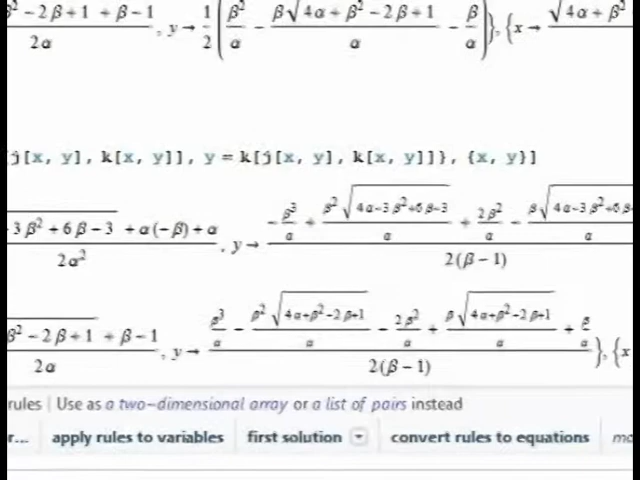 β² − 2β + 1 + β − 1 / 2α , y → 1/2 (β²/α − β√(4α + β² − 2β + 1)/α − β/α)}, {x → √(4α + β²
j[x, y], k[x, y]], y = k[j[x, y], k[x, y]]}, {x, y}]
3β² + 6β − 3 + α(−β) + α / 2α² , y → −β³/α + β²√(4α−3β²+6β−3)/α + 2β²/α − β√(4α−3β²+6β / α / 2(β − 1)
β² − 2β + 1 + β − 1 / 2α , y → β³/α − β²√(4α+β²−2β+1)/α − 2β²/α + β√(4α+β²−2β+1)/α + β/α / 2(β − 1) }, {x
rules | Use as a two-dimensional array or a list of pairs instead
r... apply rules to variables first solution convert rules to equations